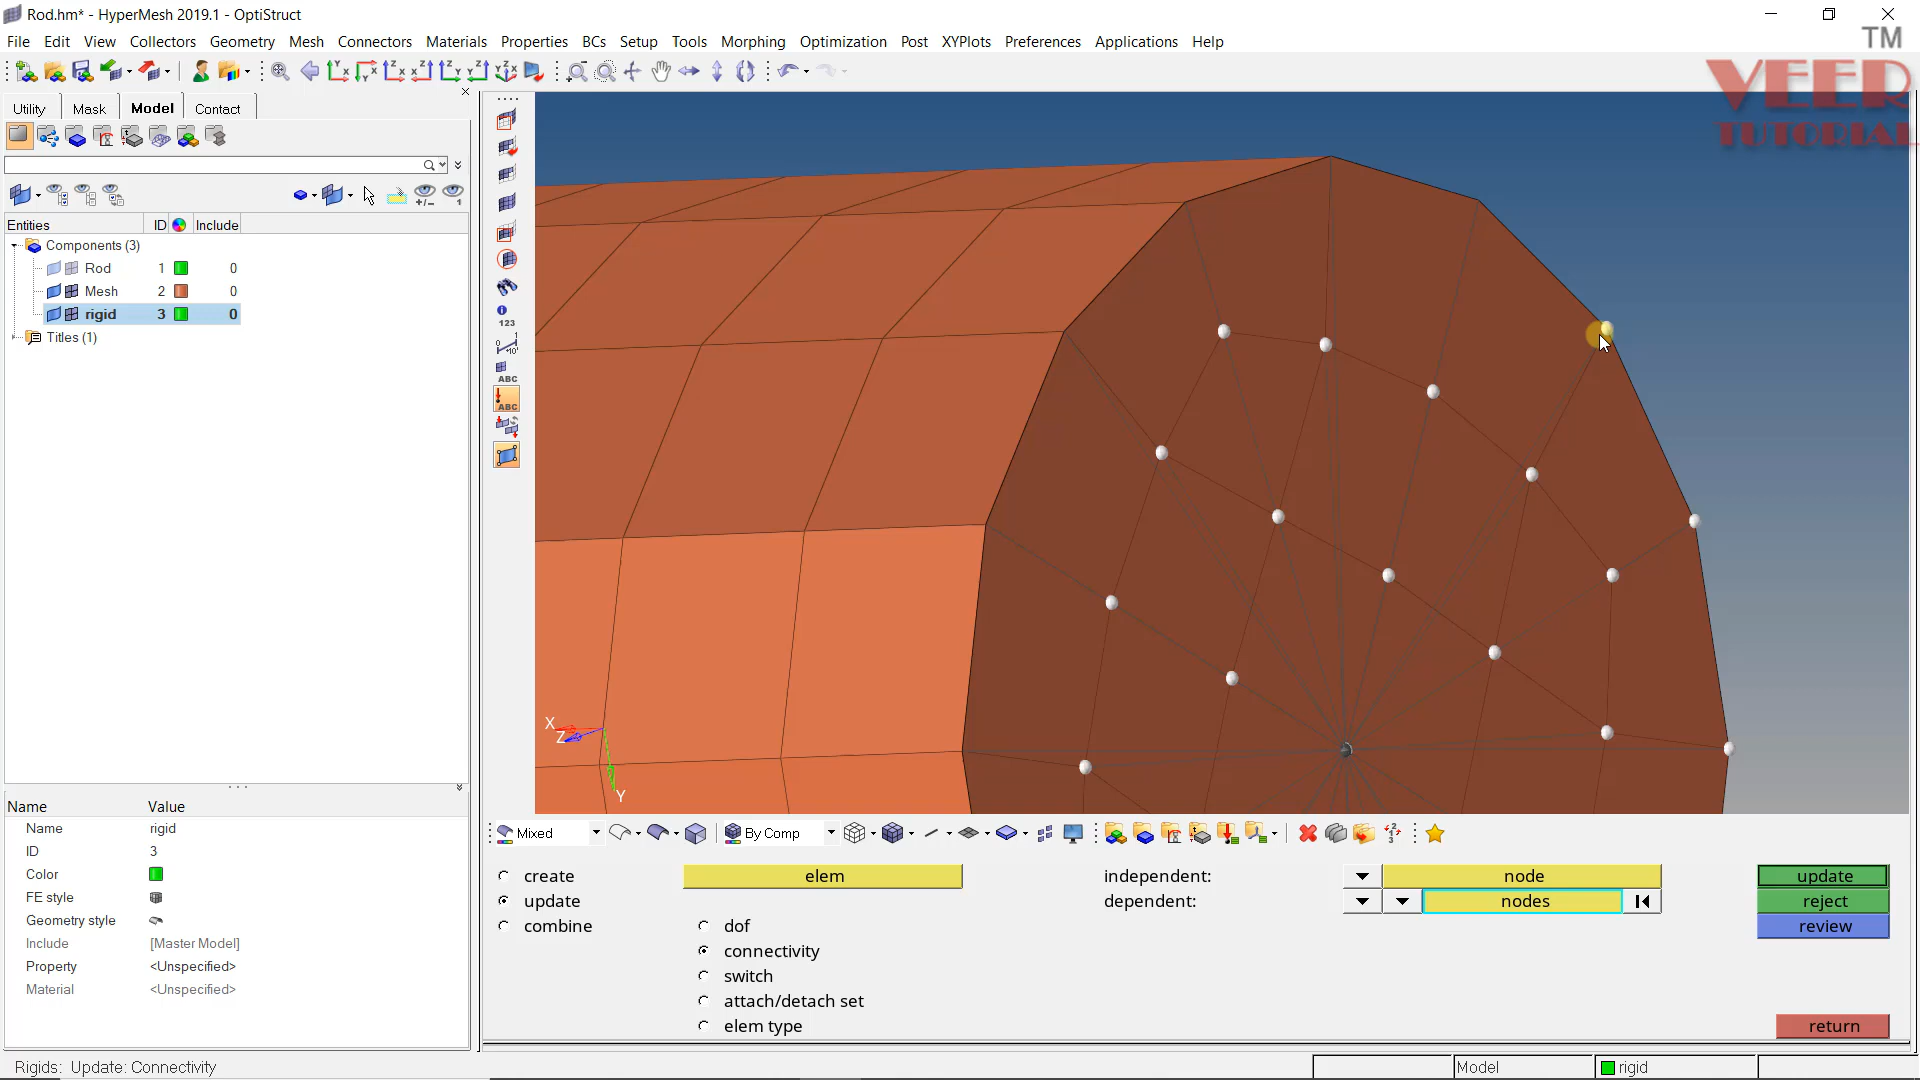 Rod.hm* - HyperMesh 2019.1 - OptiStruct
File Edit View Collectors Geometry Mesh Connectors Materials Properties BCs Setup Tools Morphing Optimization Post XYPlots Preferences Applications Help
TM
VEER
TUTORIAL
Utility Mask Model Contact
Entities ID Include
Components (3)
Rod 1 0
Mesh 2 0
rigid 3 0
Titles (1)
123
ABC
ABC
X
Z
Y
Name Value
Name rigid
ID 3
Color
FE style
Geometry style
Include [Master Model]
Property <Unspecified>
Material <Unspecified>
Mixed By Comp
create elem independent: node update
update dependent: nodes reject
combine dof review
connectivity
switch
attach/detach set
elem type return
Rigids: Update: Connectivity Model rigid